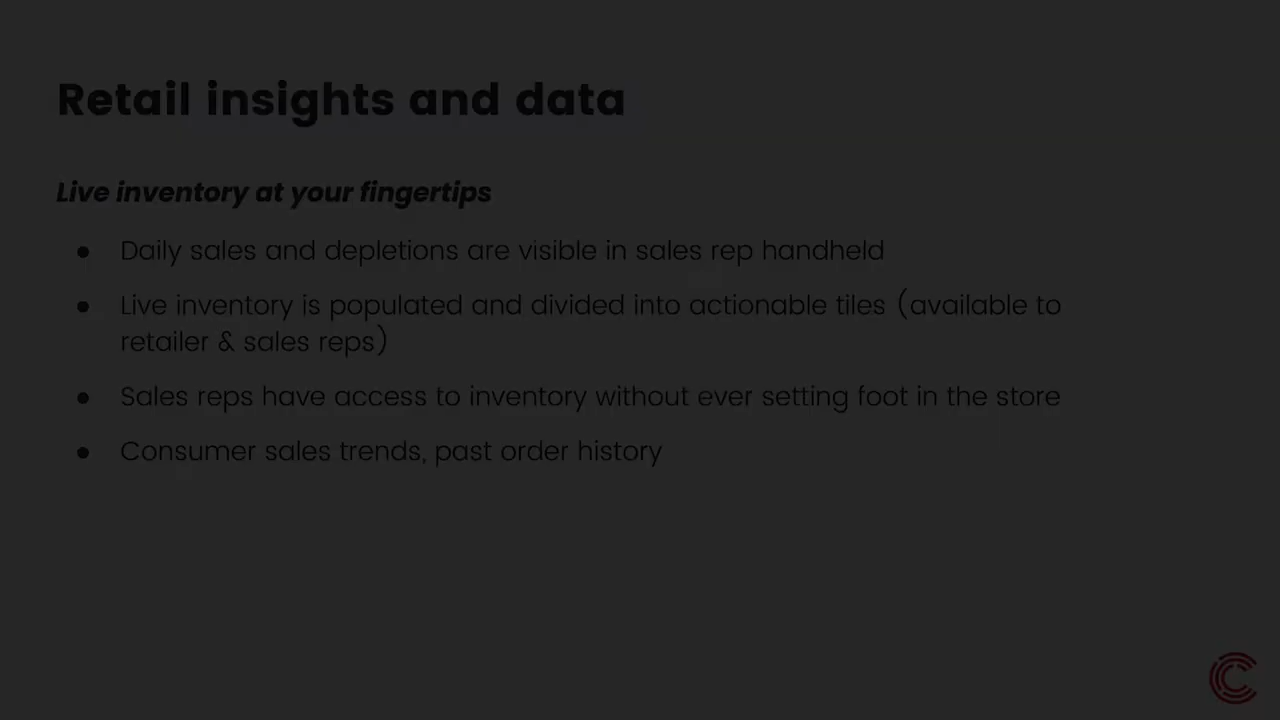 Retail insights and data
Live inventory at your fingertips
● Daily sales and depletions are visible in sales rep handheld
● Live inventory is populated and divided into actionable tiles (available to
retailer & sales reps)
● Sales reps have access to inventory without ever setting foot in the store
● Consumer sales trends, past order history